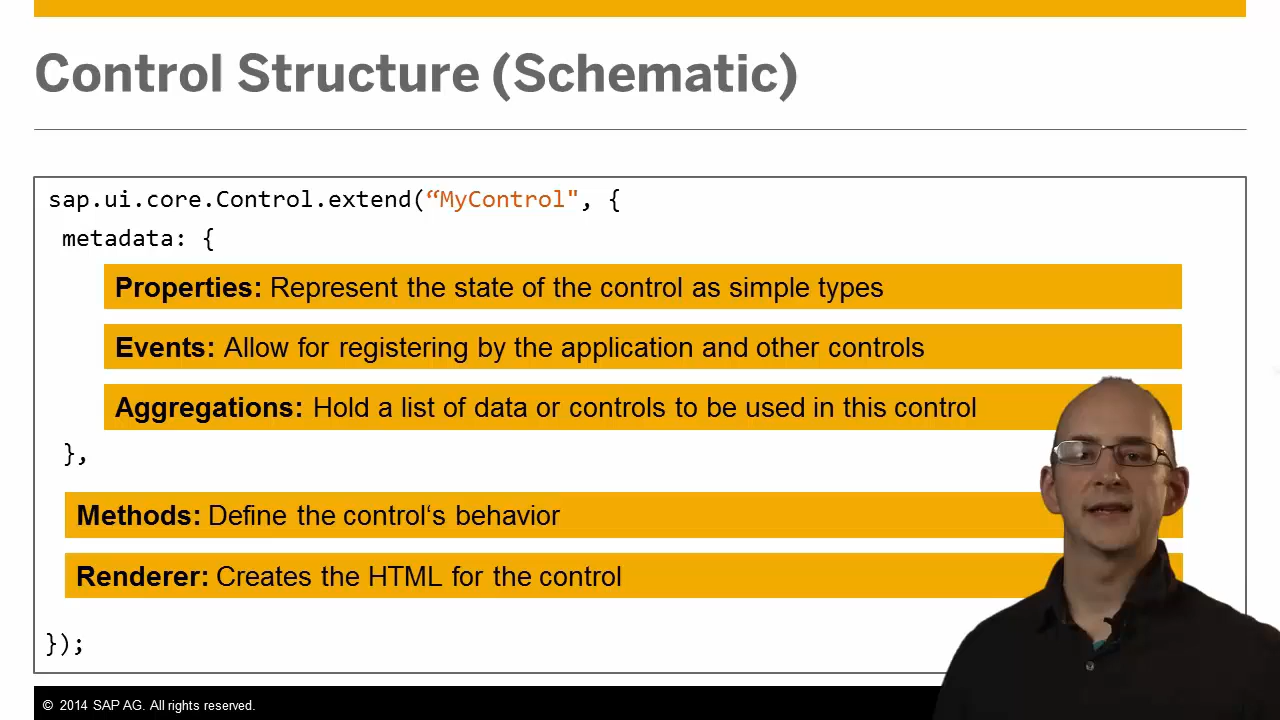 Control Structure (Schematic)
sap.ui.core.Control.extend(“MyControl", {
metadata: {
Properties: Represent the state of the control as simple types
Events: Allow for registering by the application and other controls
Aggregations: Hold a list of data or controls to be used in this control
},
Methods: Define the control‘s behavior
Renderer: Creates the HTML for the control
});
© 2014 SAP AG. All rights reserved.